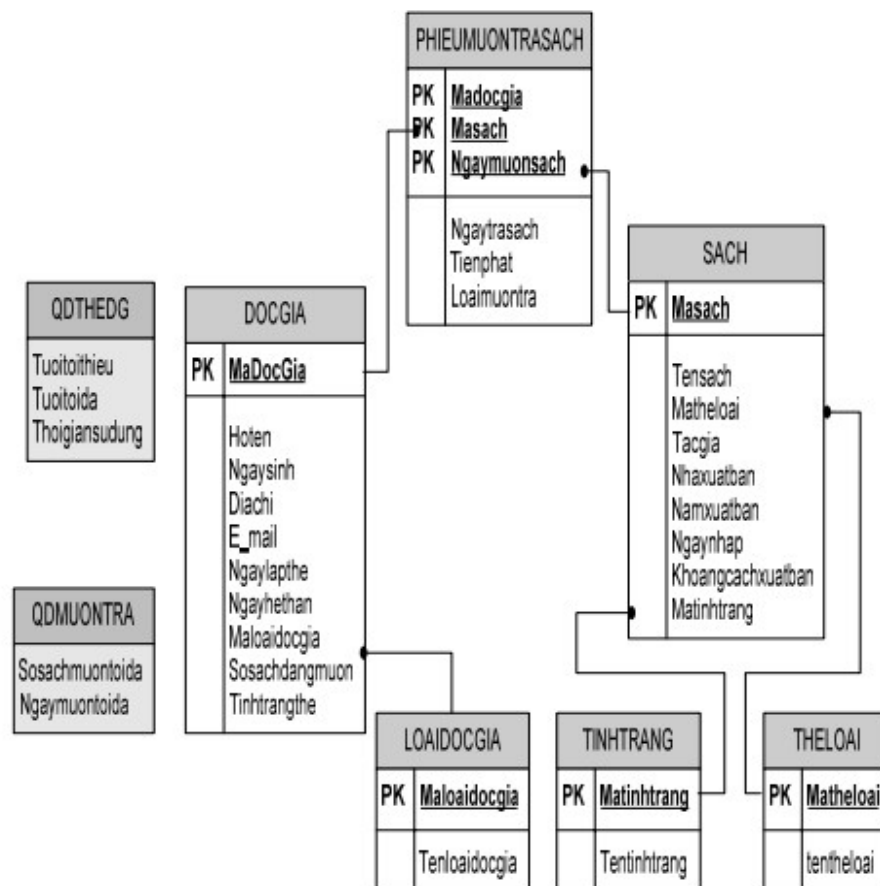 PHIEUMUONTRASACH
PK Madocgia
PK Masach
PK Ngaymuonsach
Ngaytrasach
Tienphat
Loaimuontra
SACH
PK Masach
Tensach
Matheloai
Tacgia
Nhaxuatban
Namxuatban
Ngaynhap
Khoangcachxuatban
Matinhtrang
QDTHEDG
Tuoitoithieu
Tuoitoida
Thoigiansudung
DOCGIA
PK MaDocGia
Hoten
Ngaysinh
Diachi
E_mail
Ngaylapthe
Ngayhethan
Maloaidocgia
Sosachdangmuon
Tinhtrangthe
QDMUONTRA
Sosachmuontoida
Ngaymuontoida
LOAIDOCGIA
PK Maloaidocgia
Tenloaidocgia
TINHTRANG
PK Matinhtrang
Tentinhtrang
THELOAI
PK Matheloai
tentheloai